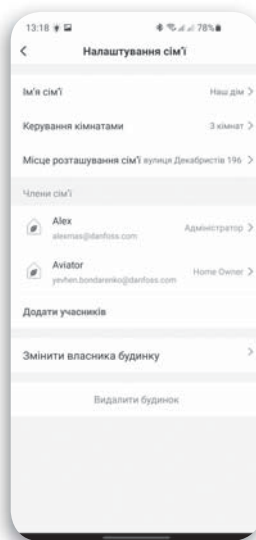 13:18 78%
Налаштування сім'ї
Ім'я сім'ї Наш дім
Керування кімнатами 3 кімнат
Місце розташування сім'ї вулиця Декабристів 196
Члени сім'ї
Alex
alexmas@danfoss.com
Адміністратор
Aviator
yevhen.bondarenko@danfoss.com
Home Owner
Додати учасників
Змінити власника будинку
Видалити будинок